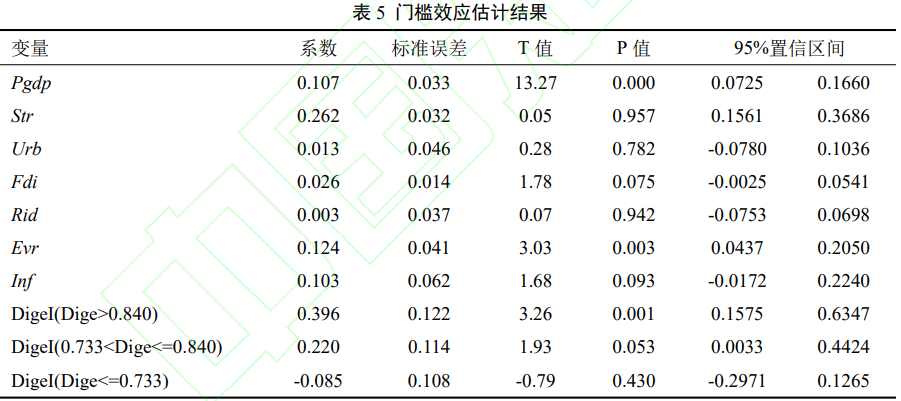 表 5 门槛效应估计结果
变量 系数 标准误差 T 值 P 值 95%置信区间
Pgdp 0.107 0.033 13.27 0.000 0.0725 0.1660
Str 0.262 0.032 0.05 0.957 0.1561 0.3686
Urb 0.013 0.046 0.28 0.782 -0.0780 0.1036
Fdi 0.026 0.014 1.78 0.075 -0.0025 0.0541
Rid 0.003 0.037 0.07 0.942 -0.0753 0.0698
Evr 0.124 0.041 3.03 0.003 0.0437 0.2050
Inf 0.103 0.062 1.68 0.093 -0.0172 0.2240
DigeI(Dige>0.840) 0.396 0.122 3.26 0.001 0.1575 0.6347
DigeI(0.733<Dige<=0.840) 0.220 0.114 1.93 0.053 0.0033 0.4424
DigeI(Dige<=0.733) -0.085 0.108 -0.79 0.430 -0.2971 0.1265